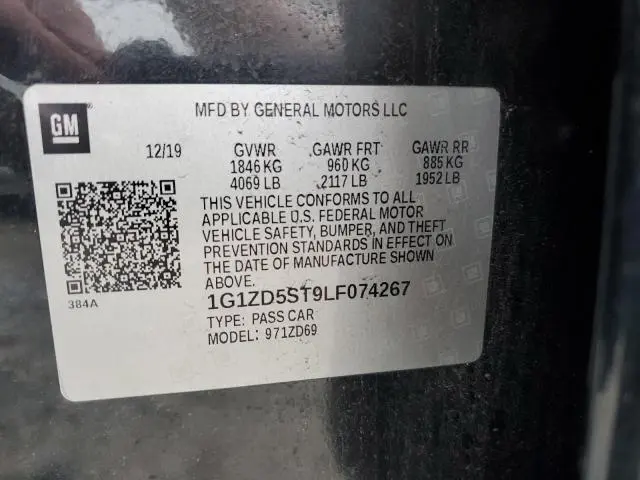 GM
MFD BY GENERAL MOTORS LLC
12/19 GVWR GAWR FRT GAWR RR
1846 KG 960 KG 885 KG
4069 LB 2117 LB 1952 LB
THIS VEHICLE CONFORMS TO ALL
APPLICABLE U.S. FEDERAL MOTOR
VEHICLE SAFETY, BUMPER, AND THEFT
PREVENTION STANDARDS IN EFFECT ON
THE DATE OF MANUFACTURE SHOWN
ABOVE.
384A
1G1ZD5ST9LF074267
TYPE: PASS CAR
MODEL: 971ZD69